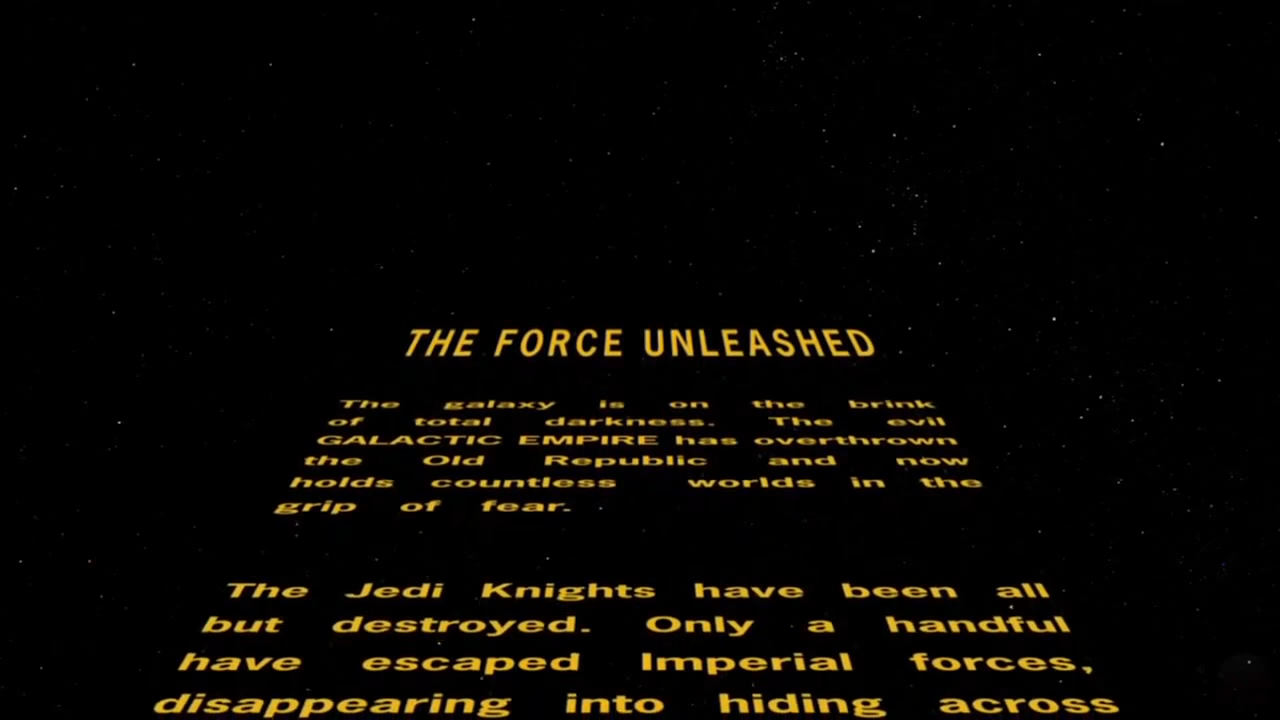 THE FORCE UNLEASHED
The galaxy is on the brink
of total darkness. The evil
GALACTIC EMPIRE has overthrown
the Old Republic and now
holds countless worlds in the
grip of fear.
The Jedi Knights have been all
but destroyed. Only a handful
have escaped Imperial forces,
disappearing into hiding across